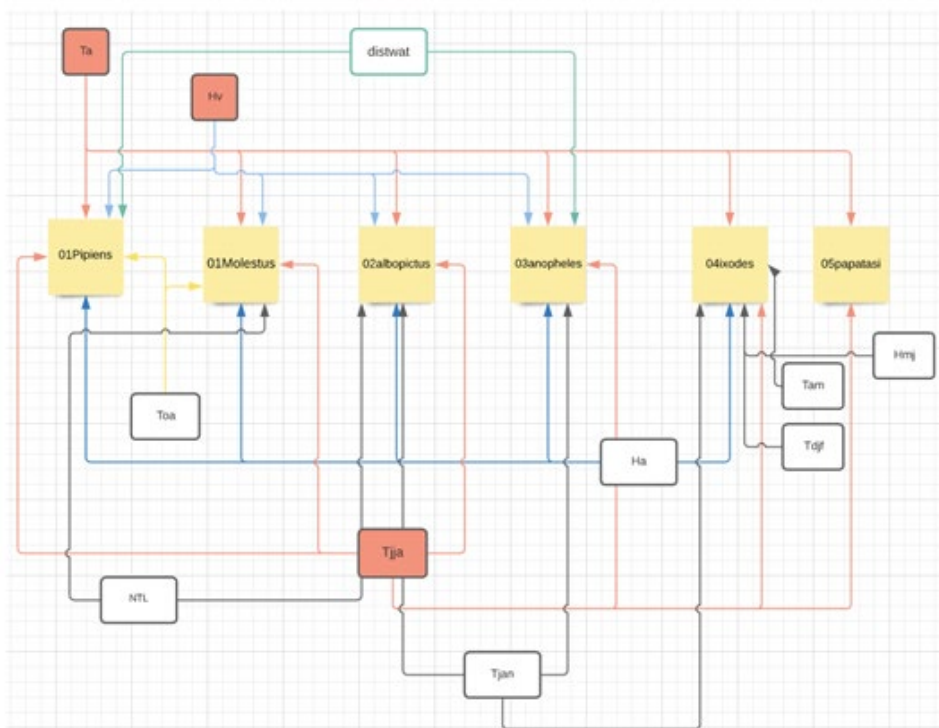 Ta
distwat
Hv
01Pipiens
01Molestus
02albopictus
03anopheles
04ixodes
05papatasi
Hmj
Tam
Toa
Tdjf
Ha
Tjja
NTL
Tjan